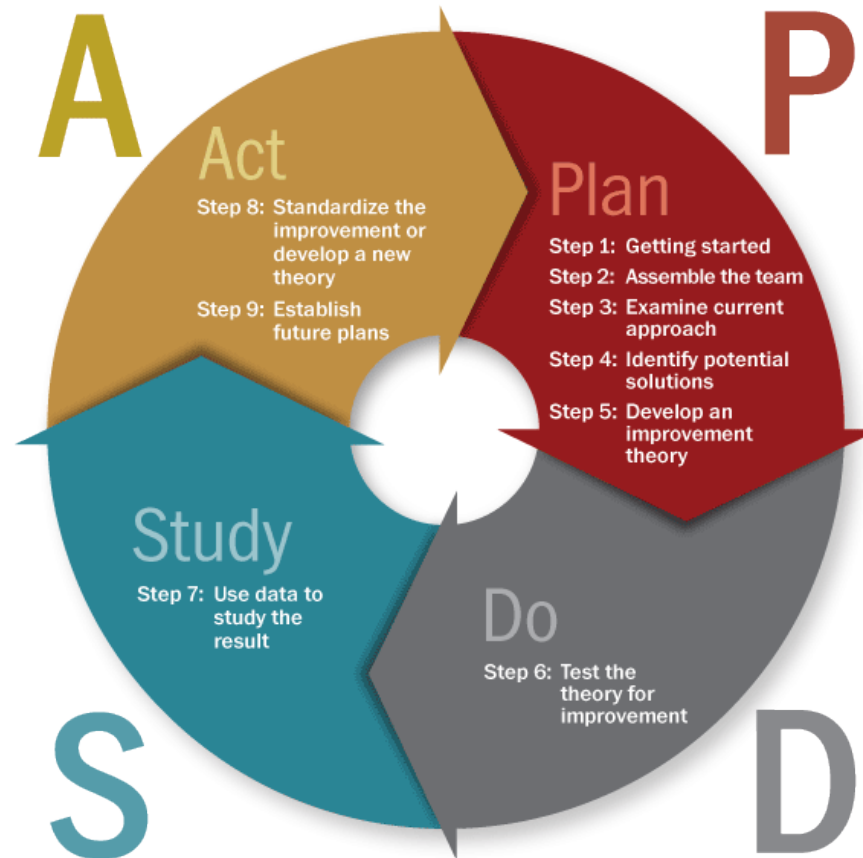 A
P
Act
Step 8: Standardize the
improvement or
develop a new
theory
Step 9: Establish
future plans
Plan
Step 1: Getting started
Step 2: Assemble the team
Step 3: Examine current
approach
Step 4: Identify potential
solutions
Step 5: Develop an
improvement
theory
Study
Step 7: Use data to
study the
result
Do
Step 6: Test the
theory for
improvement
S
D